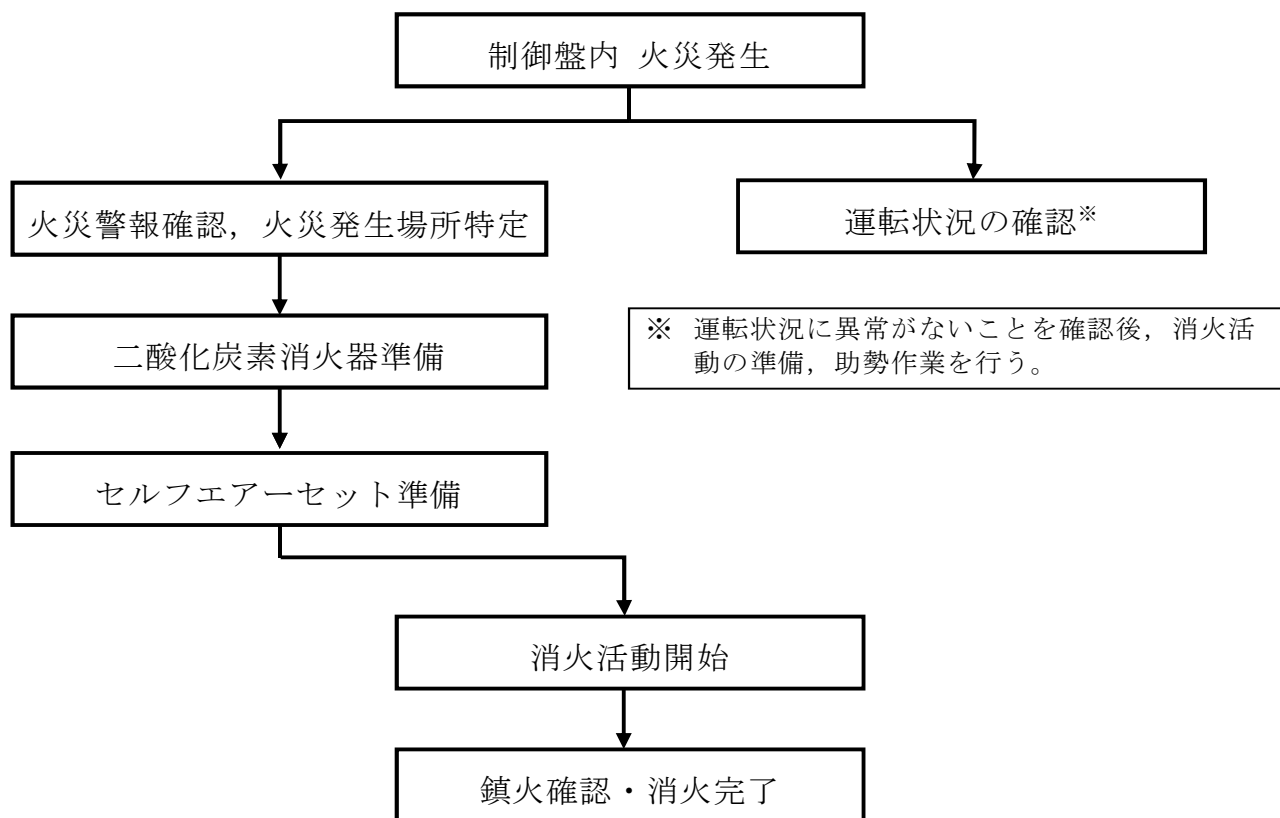 制御盤内 火災発生
火災警報確認，火災発生場所特定
運転状況の確認※
二酸化炭素消火器準備
※ 運転状況に異常がないことを確認後，消火活
動の準備，助勢作業を行う。
セルフエアーセット準備
消火活動開始
鎮火確認・消火完了